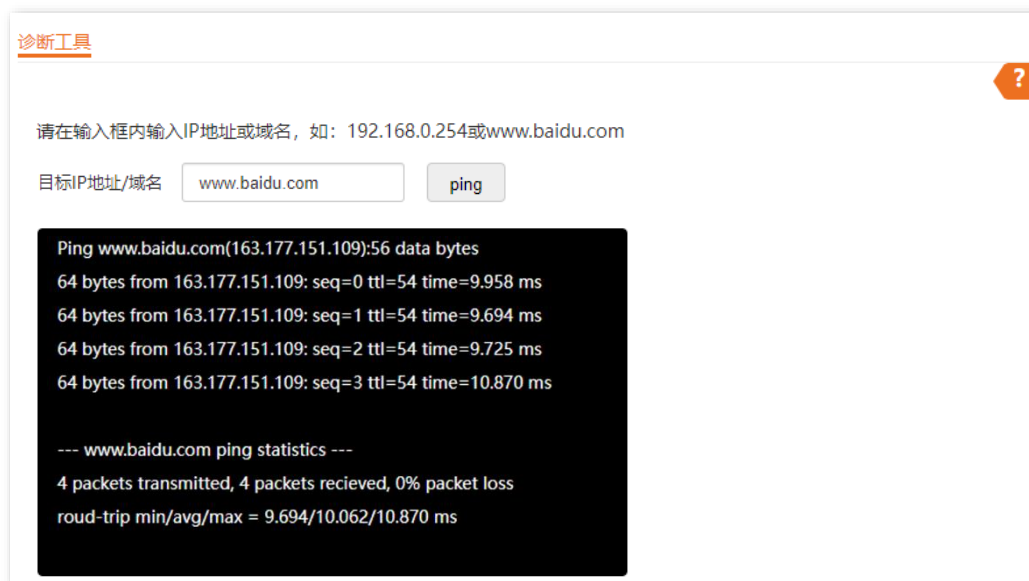 诊断工具
?
请在输入框内输入IP地址或域名，如：192.168.0.254或www.baidu.com
目标IP地址/域名 www.baidu.com ping
Ping www.baidu.com(163.177.151.109):56 data bytes
64 bytes from 163.177.151.109: seq=0 ttl=54 time=9.958 ms
64 bytes from 163.177.151.109: seq=1 ttl=54 time=9.694 ms
64 bytes from 163.177.151.109: seq=2 ttl=54 time=9.725 ms
64 bytes from 163.177.151.109: seq=3 ttl=54 time=10.870 ms
--- www.baidu.com ping statistics ---
4 packets transmitted, 4 packets recieved, 0% packet loss
roud-trip min/avg/max = 9.694/10.062/10.870 ms